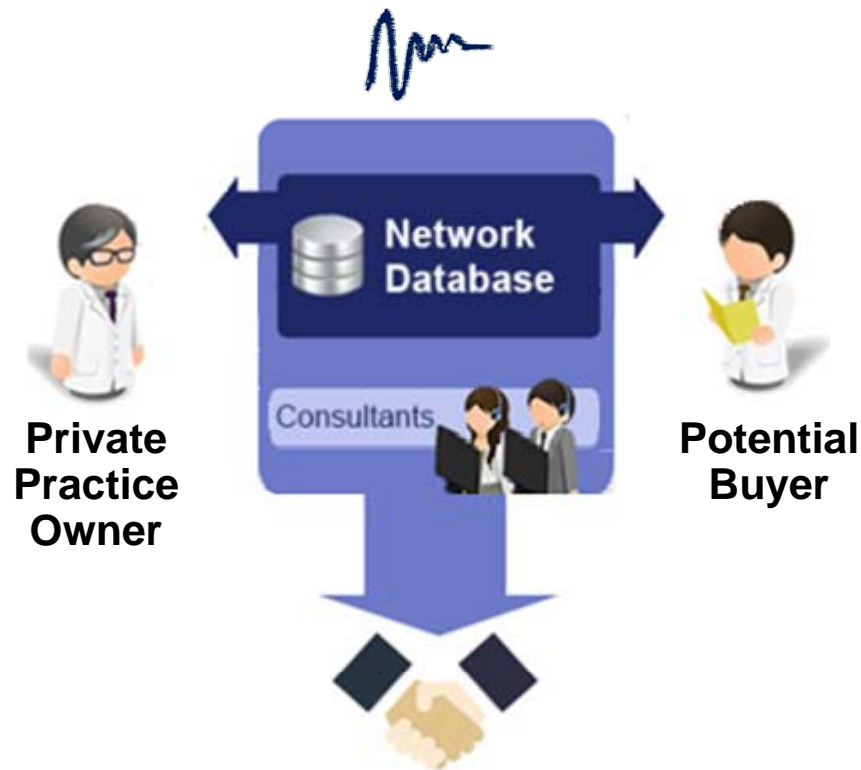 Network
Database
Consultants
Private
Practice
Owner
Potential
Buyer